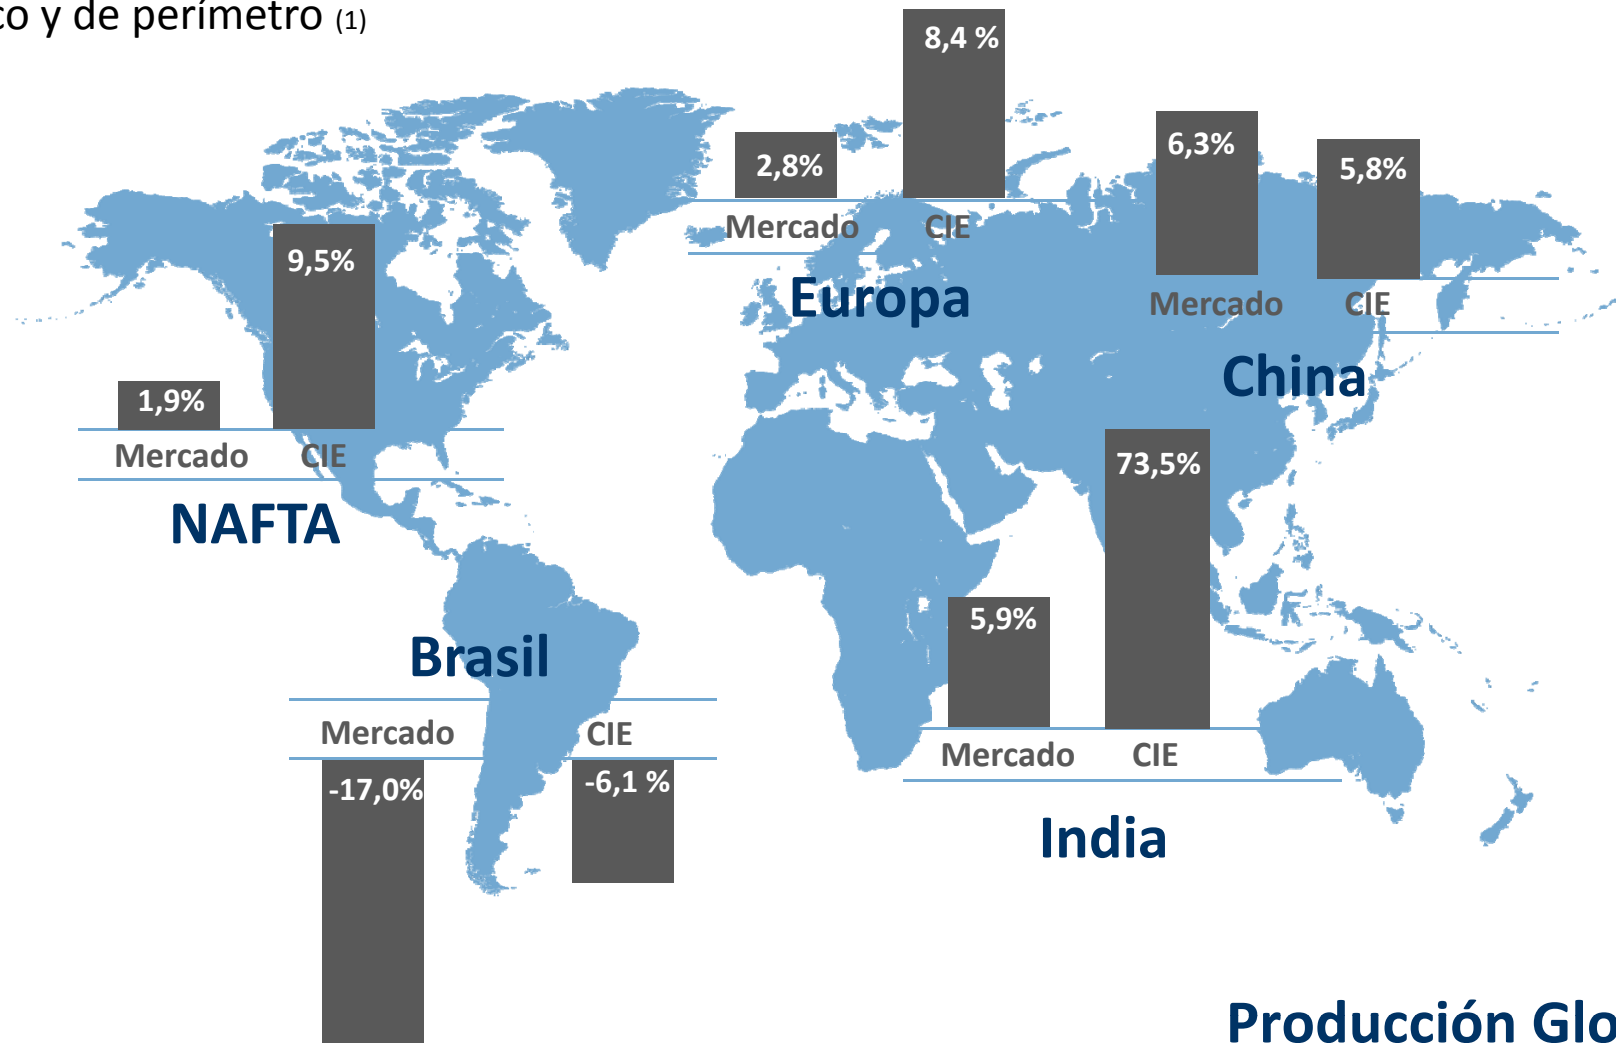 y de perímetro (1)
8,4 %
2,8%
Mercado CIE
Europa
6,3%
5,8%
Mercado CIE
China
9,5%
1,9%
Mercado CIE
NAFTA
73,5%
5,9%
Mercado CIE
India
Brasil
Mercado CIE
-17,0%
-6,1 %
Producción